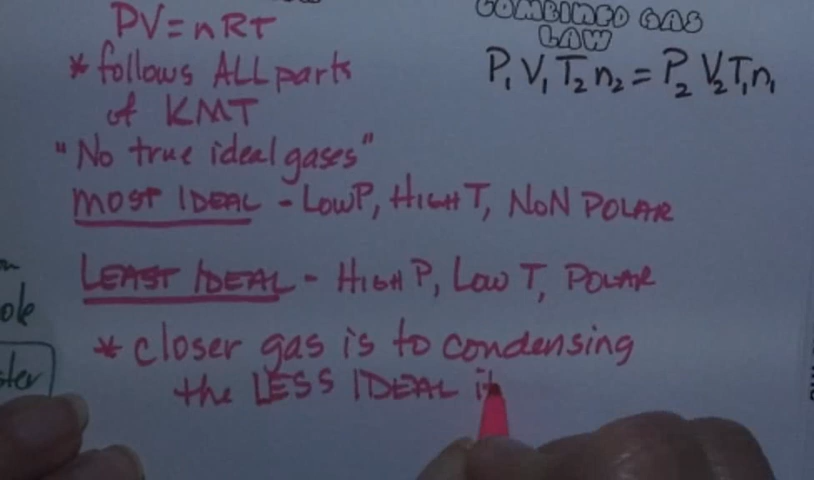 PV=nRT
* follows ALL parts
of KMT
"No true ideal gases"
MOST IDEAL - LOW P, HIGH T, NON POLAR
LEAST IDEAL - HIGH P, LOW T, POLAR
* closer gas is to condensing
the LESS IDEAL it
COMBINED GAS
LAW
P₁V₁T₂n₂ = P₂V₂T₁n₁